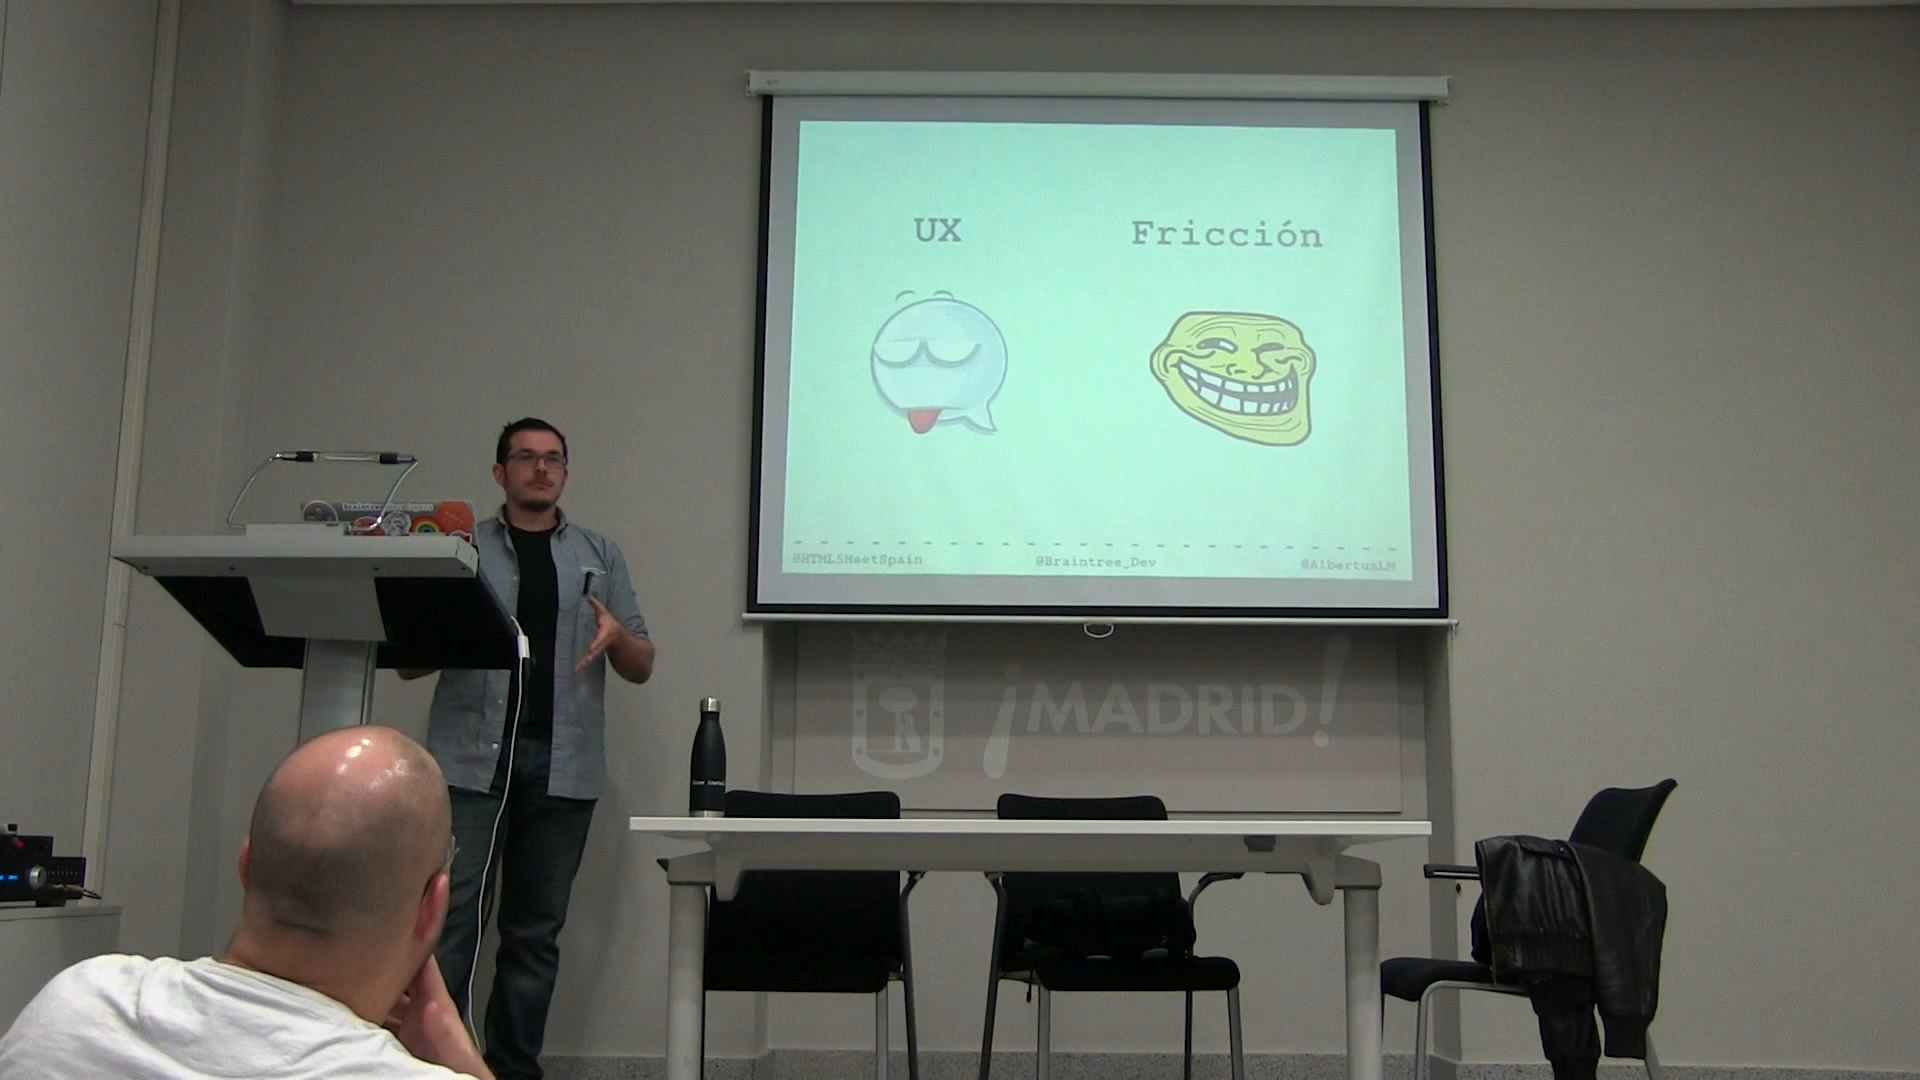 UX
Fricción
@HTML5MeetSpain
@Braintree_Dev
@AlbertusLM
¡MADRID!